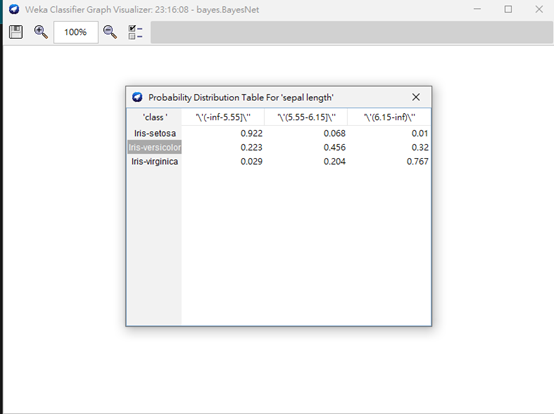 Weka Classifier Graph Visualizer: 23:16:08 - bayes.BayesNet
100%
Probability Distribution Table For 'sepal length'
'class ' '\'(-inf-5.55]\'' '\'(5.55-6.15]\'' '\'(6.15-inf)\''
Iris-setosa 0.922 0.068 0.01
Iris-versicolor 0.223 0.456 0.32
Iris-virginica 0.029 0.204 0.767